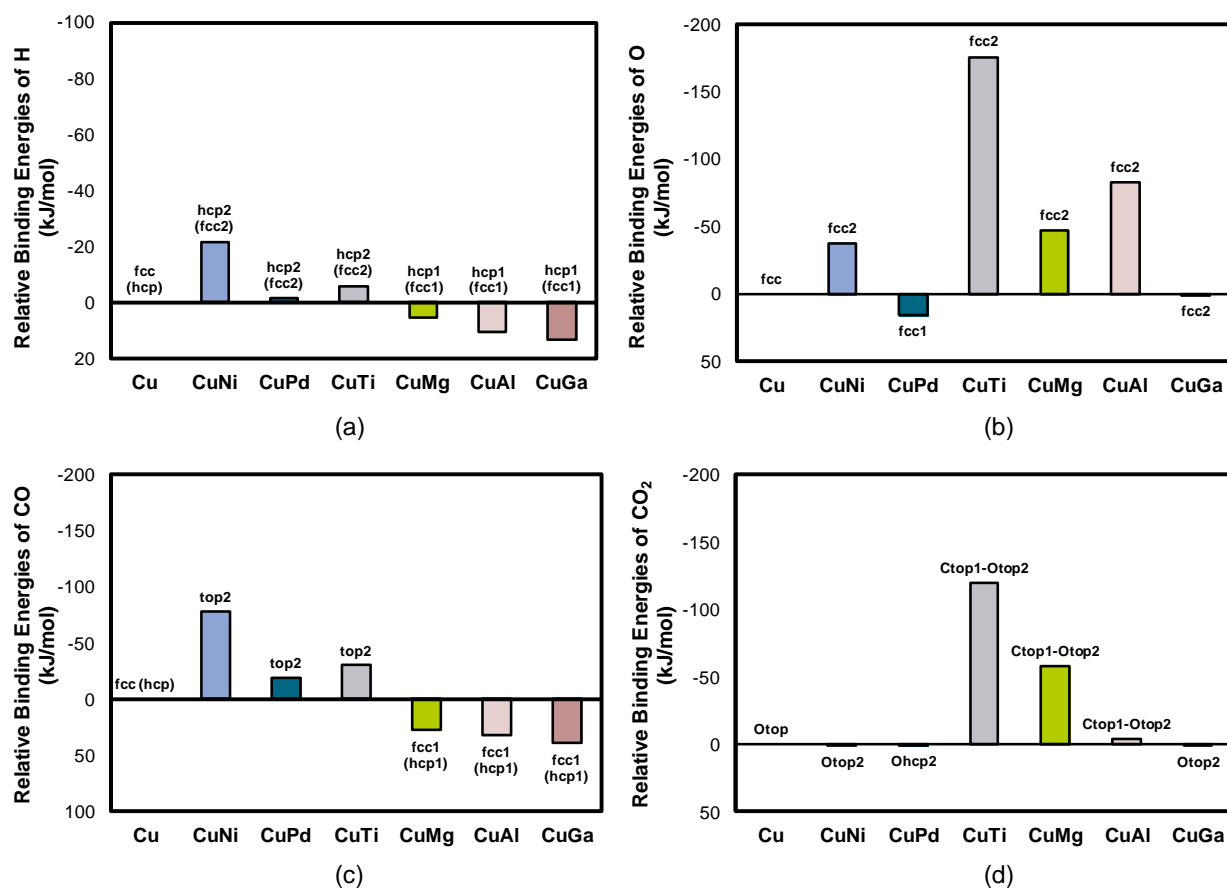 Relative Binding Energies of H
(kJ/mol)
-100
-80
-60
-40
-20
0
20
fcc
(hcp)
hcp2
(fcc2)
hcp2
(fcc2)
hcp2
(fcc2)
hcp1
(fcc1)
hcp1
(fcc1)
hcp1
(fcc1)
Cu CuNi CuPd CuTi CuMg CuAl CuGa
(a)
Relative Binding Energies of O
(kJ/mol)
-200
-150
-100
-50
0
50
fcc
fcc2
fcc1
fcc2
fcc2
fcc2
fcc2
Cu CuNi CuPd CuTi CuMg CuAl CuGa
(b)
Relative Binding Energies of CO
(kJ/mol)
-200
-150
-100
-50
0
50
100
fcc (hcp)
top2
top2
top2
fcc1
(hcp1)
fcc1
(hcp1)
fcc1
(hcp1)
Cu CuNi CuPd CuTi CuMg CuAl CuGa
(c)
Relative Binding Energies of CO₂
(kJ/mol)
-200
-150
-100
-50
0
50
Otop
Otop2
Ohcp2
Ctop1-Otop2
Ctop1-Otop2
Ctop1-Otop2
Otop2
Cu CuNi CuPd CuTi CuMg CuAl CuGa
(d)